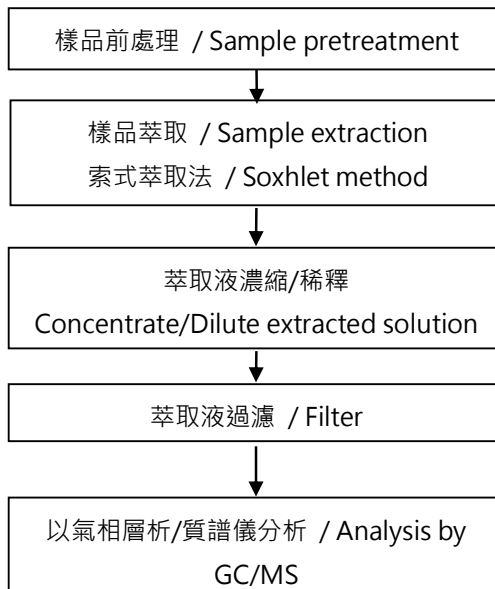 樣品前處理 / Sample pretreatment
樣品萃取 / Sample extraction
索式萃取法 / Soxhlet method
萃取液濃縮/稀釋
Concentrate/Dilute extracted solution
萃取液過濾 / Filter
以氣相層析/質譜儀分析 / Analysis by
GC/MS